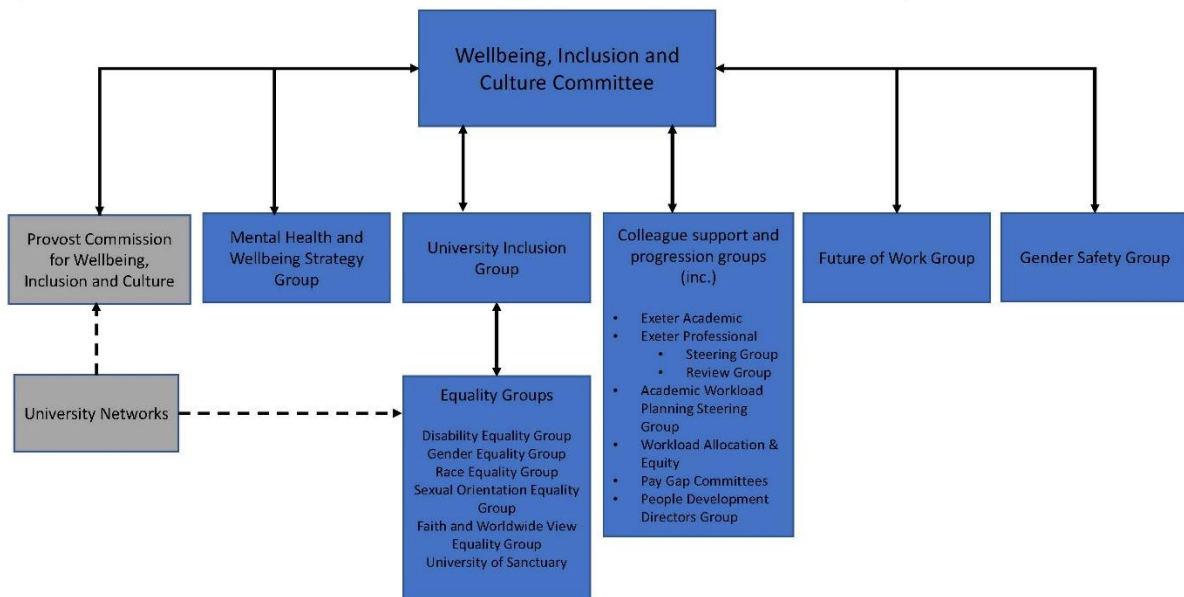 Wellbeing, Inclusion and
Culture Committee
Provost Commission
for Wellbeing,
Inclusion and Culture
Mental Health and
Wellbeing Strategy
Group
University Inclusion
Group
Colleague support and
progression groups
(inc.)
• Exeter Academic
• Exeter Professional
• Steering Group
• Review Group
• Academic Workload
Planning Steering
Group
• Workload Allocation &
Equity
• Pay Gap Committees
• People Development
Directors Group
Future of Work Group
Gender Safety Group
University Networks
Equality Groups
Disability Equality Group
Gender Equality Group
Race Equality Group
Sexual Orientation Equality
Group
Faith and Worldwide View
Equality Group
University of Sanctuary